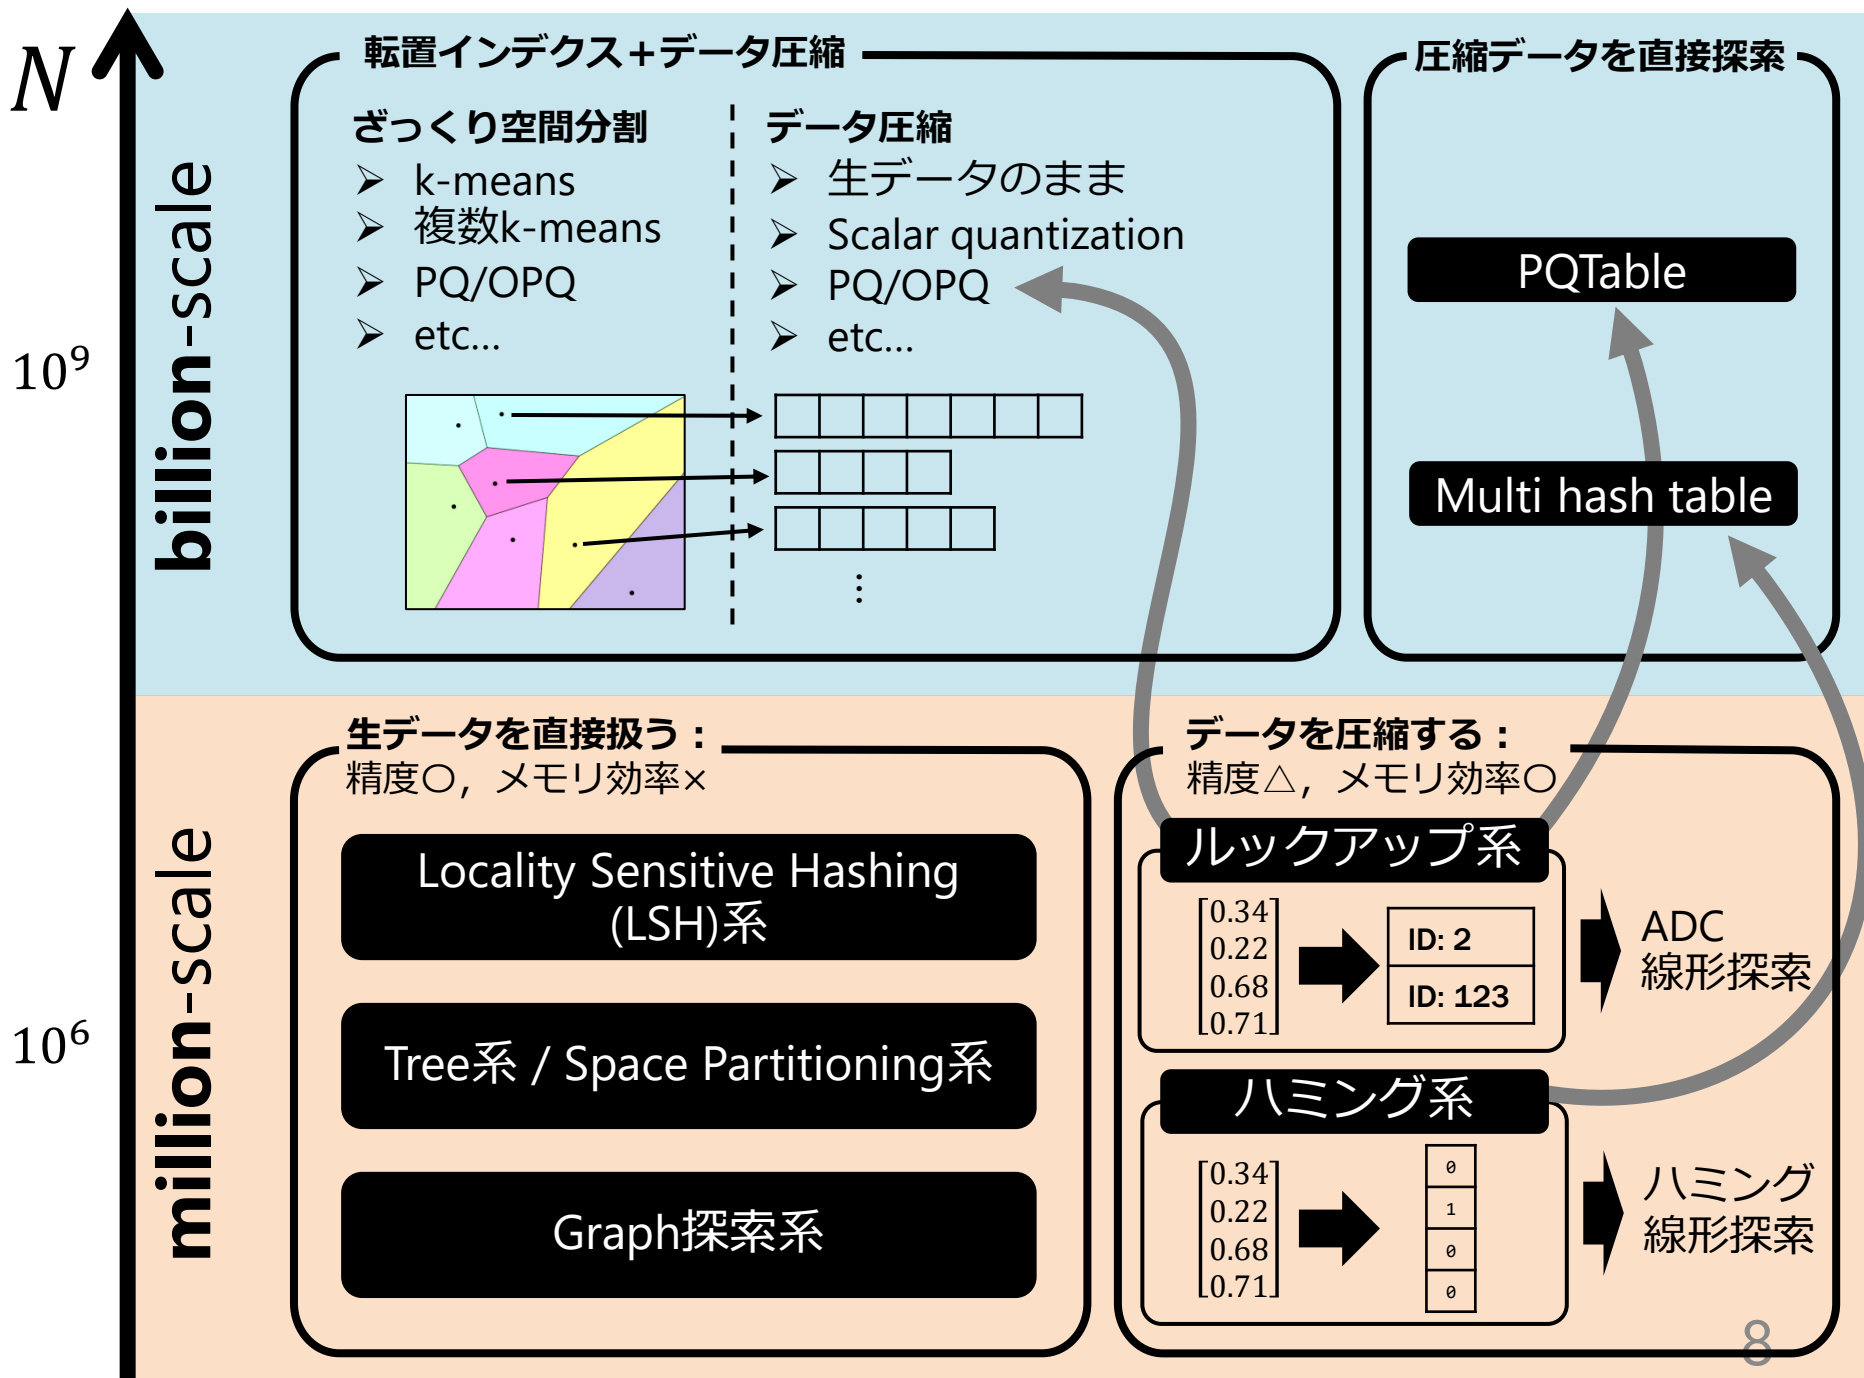 N
10⁹
10⁶
billion-scale
転置インデクス+データ圧縮
ざっくり空間分割
➢ k-means
➢ 複数k-means
➢ PQ/OPQ
➢ etc…
データ圧縮
➢ 生データのまま
➢ Scalar quantization
➢ PQ/OPQ
➢ etc…
…
圧縮データを直接探索
PQTable
Multi hash table
million-scale
生データを直接扱う：
精度〇，メモリ効率×
Locality Sensitive Hashing
(LSH)系
Tree系 / Space Partitioning系
Graph探索系
データを圧縮する：
精度△，メモリ効率〇
ルックアップ系
0.34
0.22
0.68
0.71
ID: 2
ID: 123
ADC
線形探索
ハミング系
0.34
0.22
0.68
0.71
0
1
0
0
ハミング
線形探索
8